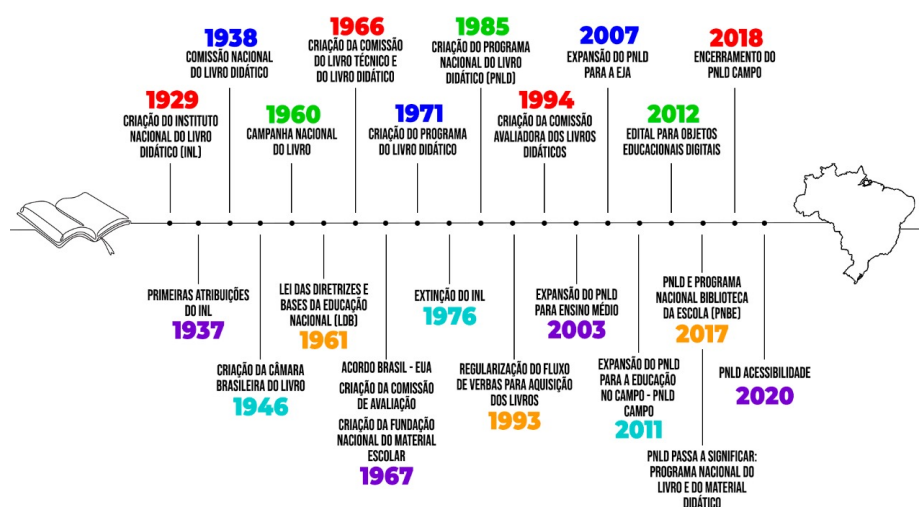 1929
CRIAÇÃO DO INSTITUTO
NACIONAL DO LIVRO
DIDÁTICO (INL)
PRIMEIRAS ATRIBUIÇÕES
DO INL
1937
1938
COMISSÃO NACIONAL
DO LIVRO DIDÁTICO
CRIAÇÃO DA CÂMARA
BRASILEIRA DO LIVRO
1946
1960
CAMPANHA NACIONAL
DO LIVRO
LEI DAS DIRETRIZES E
BASES DA EDUCAÇÃO
NACIONAL (LDB)
1961
1966
CRIAÇÃO DA COMISSÃO
DO LIVRO TÉCNICO E
DO LIVRO DIDÁTICO
ACORDO BRASIL - EUA
CRIAÇÃO DA COMISSÃO
DE AVALIAÇÃO
CRIAÇÃO DA FUNDAÇÃO
NACIONAL DO MATERIAL
ESCOLAR
1967
1971
CRIAÇÃO DO PROGRAMA
DO LIVRO DIDÁTICO
EXTINÇÃO DO INL
1976
1985
CRIAÇÃO DO PROGRAMA
NACIONAL DO LIVRO
DIDÁTICO (PNLD)
REGULARIZAÇÃO DO FLUXO
DE VERBAS PARA AQUISIÇÃO
DOS LIVROS
1993
1994
CRIAÇÃO DA COMISSÃO
AVALIADORA DOS LIVROS
DIDÁTICOS
EXPANSÃO DO PNLD
PARA ENSINO MÉDIO
2003
2007
EXPANSÃO DO PNLD
PARA A EJA
EXPANSÃO DO PNLD
PARA A EDUCAÇÃO
NO CAMPO - PNLD
CAMPO
2011
2012
EDITAL PARA OBJETOS
EDUCACIONAIS DIGITAIS
PNLD E PROGRAMA
NACIONAL BIBLIOTECA
DA ESCOLA (PNBE)
2017
PNLD PASSA A SIGNIFICAR:
PROGRAMA NACIONAL DO
LIVRO E DO MATERIAL
DIDÁTICO
2018
ENCERRAMENTO DO
PNLD CAMPO
PNLD ACESSIBILIDADE
2020